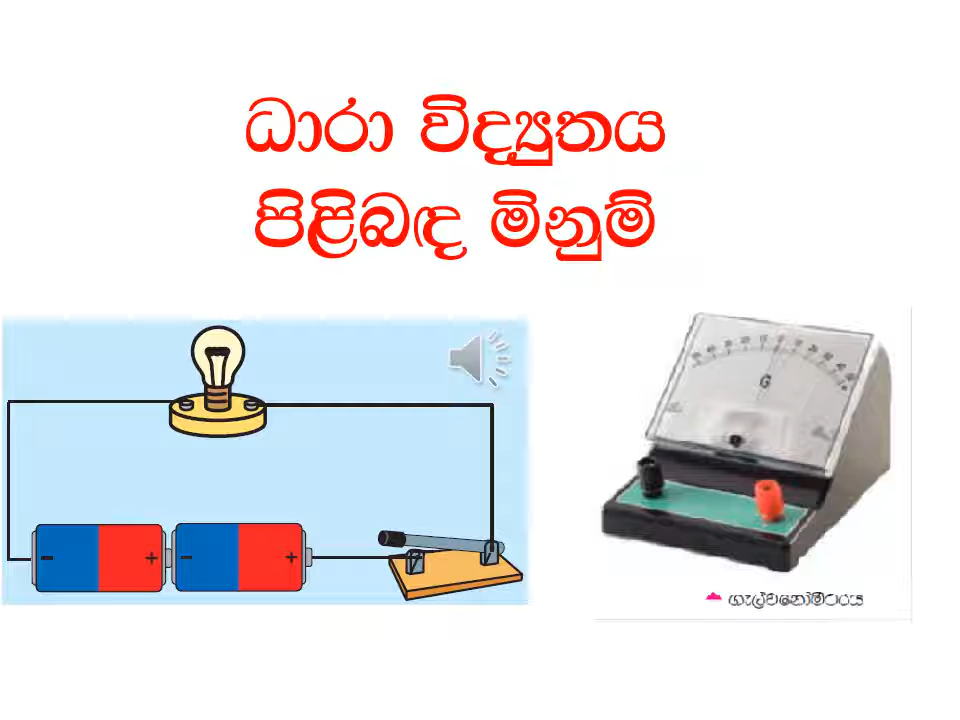 ධාරා විද්‍යුතය
පිළිබඳ මිනුම්
G
- + - +
ගැල්වනෝමීටරය